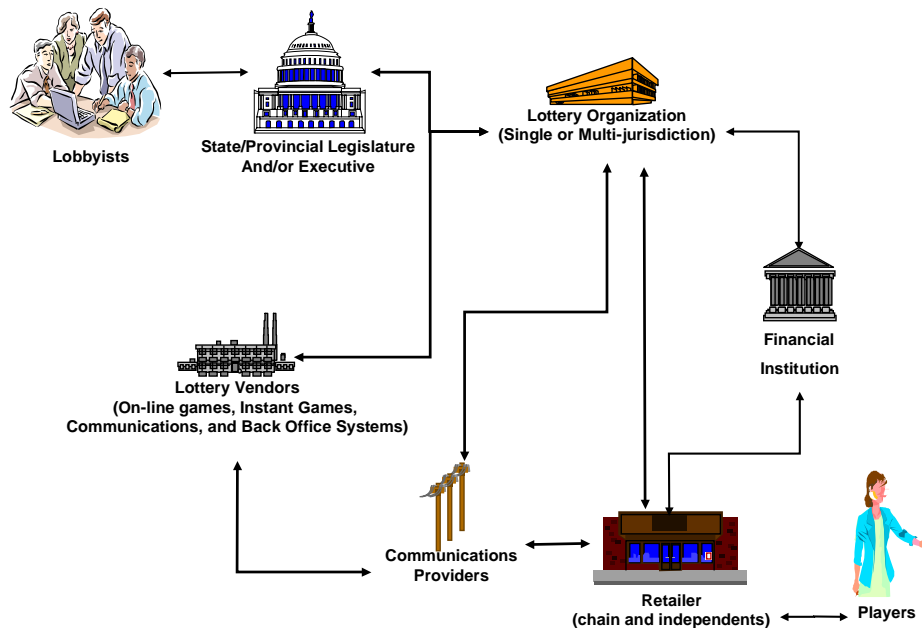 Lobbyists
State/Provincial Legislature
And/or Executive
Lottery Organization
(Single or Multi-jurisdiction)
Financial
Institution
Lottery Vendors
(On-line games, Instant Games,
Communications, and Back Office Systems)
Communications
Providers
Retailer
(chain and independents)
Players